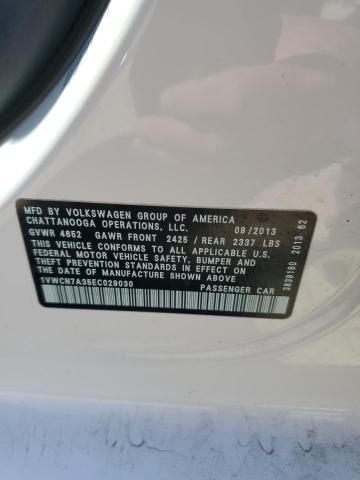 MFD BY VOLKSWAGEN GROUP OF AMERICA
CHATTANOOGA OPERATIONS, LLC. 09/2013
GVWR 4652 GAWR FRONT 2425 / REAR 2337 LBS
THIS VEHICLE CONFORMS TO ALL APPLICABLE U.S.
FEDERAL MOTOR VEHICLE SAFETY, BUMPER AND
THEFT PREVENTION STANDARDS IN EFFECT ON THE
DATE OF MANUFACTURE SHOWN ABOVE.
1VWCN7A35EC029030 PASSENGER CAR
3839180 2013 62